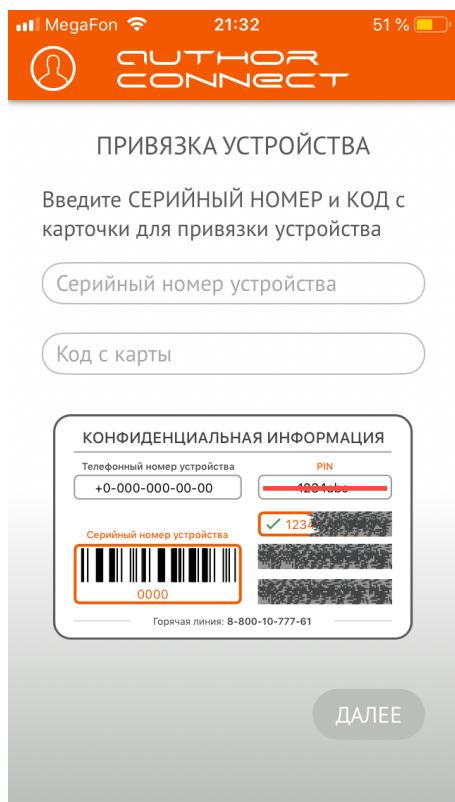 MegaFon 21:32 51 %
AUTHOR
CONNECT
ПРИВЯЗКА УСТРОЙСТВА
Введите СЕРИЙНЫЙ НОМЕР и КОД с
карточки для привязки устройства
Серийный номер устройства
Код с карты
КОНФИДЕНЦИАЛЬНАЯ ИНФОРМАЦИЯ
Телефонный номер устройства
+0-000-000-00-00
PIN
1234abc
1234
Серийный номер устройства
0000
Горячая линия: 8-800-10-777-61
ДАЛЕЕ